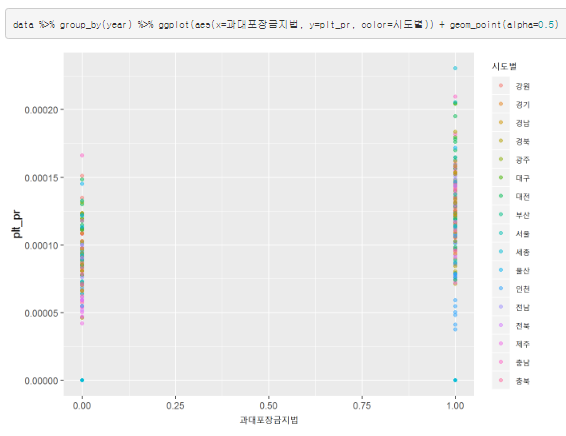 data %>% group_by(year) %>% ggplot(aes(x=과대포장금지법, y=plt_pr, color=시도별)) + geom_point(alpha=0.5)
시도별
강원
경기
경남
경북
광주
대구
대전
부산
서울
세종
울산
인천
전남
전북
제주
충남
충북
plt_pr
0.00020
0.00015
0.00010
0.00005
0.00000
0.00 0.25 0.50 0.75 1.00
과대포장금지법